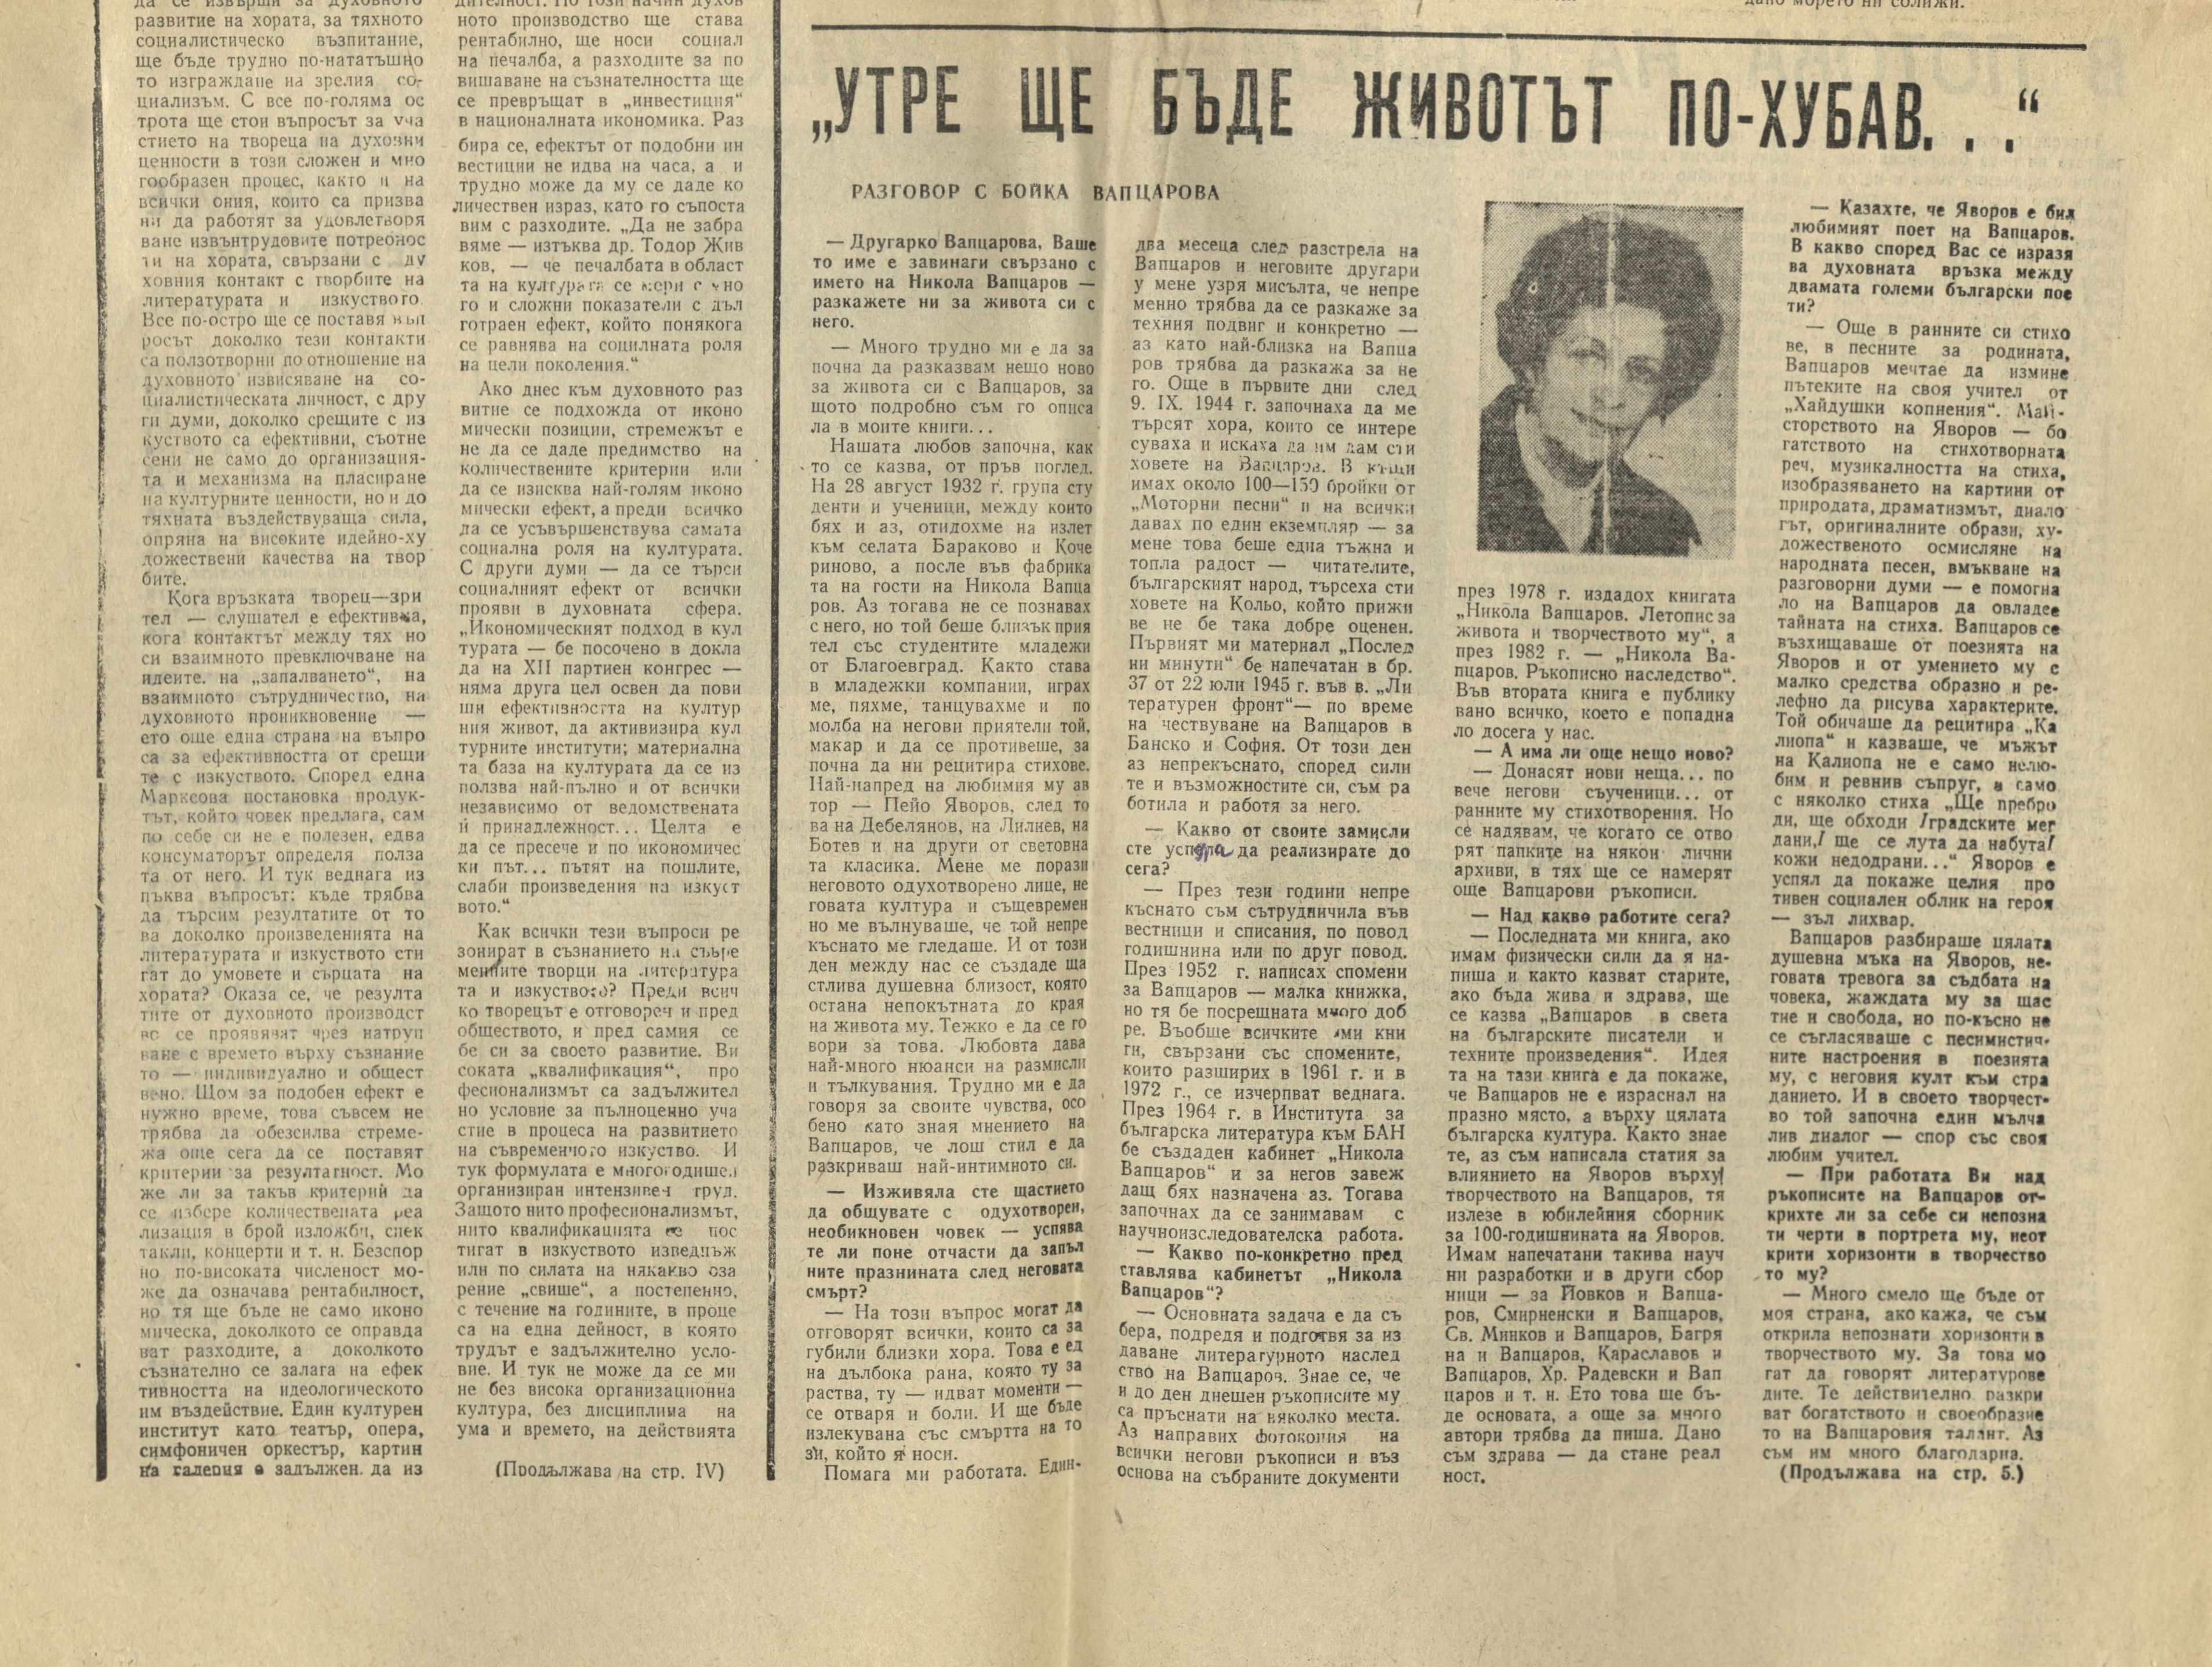 да се извърши за духовното
развитие на хората, за тяхното
социалистическо възпитание,
ще бъде трудно по-нататъшно
то изграждане на зрелия со-
циализъм. С все по-голяма ос
трота ще стои въпросът за уча
стието на твореца на духовни
ценности в този сложен и мно
гообразен процес, както и на
всички ония, които са призва
ни да работят за удовлетворя
ване извънтрудовите потребнос
ти на хората, свързани с ду
ховния контакт с творбите на
литературата и изкуството.
Все по-остро ще се поставя въп
росът доколко тези контакти
са ползотворни по отношение на
духовното извисяване на со-
циалистическата личност, с дру
ги думи, доколко срещите с из
куството са ефективни, съотне
сени не само до организация-
та и механизма на пласиране
на културните ценности, но и до
тяхната въздействуваща сила,
опряна на високите идейно-ху
дожествени качества на твор
бите.
Кога връзката творец—зри
тел — слушател е ефективна,
кога контактът между тях но
си взаимното превключване на
идеите, на „запалването“, на
взаимното сътрудничество, на
духовното проникновение —
ето още една страна на въпро
са за ефективността от срещи
те с изкуството. Според една
Марксова постановка продук-
тът, който човек предлага, сам
по себе си не е полезен, едва
консуматорът определя полза
та от него. И тук веднага из
пъква въпросът: къде трябва
да търсим резултатите от то
ва доколко произведенията на
литературата и изкуството сти
гат до умовете и сърцата на
хората? Оказа се, че резулта
тите от духовното производст
во се проявяват чрез натруп
ване с времето върху съзнание
то — индивидуално и общест
вено. Щом за подобен ефект е
нужно време, това съвсем не
трябва да обезсилва стреме-
жа още сега да се поставят
критерии за резултатност. Мо
же ли за такъв критерий да
се избере количествената реа
лизация в брой изложби, спек
такли, концерти и т. н. Безспор
но по-високата численост мо-
же да означава рентабилност,
но тя ще бъде не само иконо
мическа, доколкото се оправда
ват разходите, а доколкото
съзнателно се залага на ефек
тивността на идеологическото
им въздействие. Един културен
институт като театър, опера,
симфоничен оркестър, картин
на галерия е задължен да из
дителност. По този начин духов
ното производство ще става
рентабилно, ще носи социал
на печалба, а разходите за по
вишаване на съзнателността ще
се превръщат в „инвестиция“
в националната икономика. Раз
бира се, ефектът от подобни ин
вестиции не идва на часа, а и
трудно може да му се даде ко
личествен израз, като го съпоста
вим с разходите. „Да не забра
вяме — изтъква др. Тодор Жив
ков, — че печалбата в област
та на културата се мери с мно
го и сложни показатели с дъл
готраен ефект, който понякога
се равнява на социлната роля
на цели поколения.“
Ако днес към духовното раз
витие се подхожда от иконо
мически позиции, стремежът е
не да се даде предимство на
количествените критерии или
да се изисква най-голям иконо
мически ефект, а преди всичко
да се усъвършенствува самата
социална роля на културата.
С други думи — да се търси
социалният ефект от всички
прояви в духовната сфера.
„Икономическият подход в кул
турата — бе посочено в докла
да на XII партиен конгрес —
няма друга цел освен да пови
ши ефективността на култур
ния живот, да активизира кул
турните институти; материална
та база на културата да се из
ползва най-пълно и от всички
независимо от ведомствената
ѝ принадлежност... Целта е
да се пресече и по икономичес
ки път... пътят на пошлите,
слаби произведения на изкуст
вото.“
Как всички тези въпроси ре
зонират в съзнанието на съвре
менните творци на литература
та и изкуството? Преди всич
ко творецът е отговорен и пред
обществото, и пред самия се
бе си за своето развитие. Ви
соката „квалификация“, про
фесионализмът са задължител
но условие за пълноценно уча
стие в процеса на развитието
на съвременното изкуство. И
тук формулата е многогодишен
организиран интензивен труд.
Защото нито професионализмът,
нито квалификацията се пос
тигат в изкуството изведнъж
или по силата на някакво оза
рение „свише“, а постепенно,
с течение на годините, в проце
са на една дейност, в която
трудът е задължително усло-
вие. И тук не може да се ми
не без висока организационна
култура, без дисциплина на
ума и времето, на действията
(Продължава на стр. IV)
„УТРЕ ЩЕ БЪДЕ ЖИВОТЪТ ПО-ХУБАВ. . .“
РАЗГОВОР С БОЙКА ВАПЦАРОВА
— Другарко Вапцарова, Ваше
то име е завинаги свързано с
името на Никола Вапцаров —
разкажете ни за живота си с
него.
— Много трудно ми е да за
почна да разказвам нещо ново
за живота си с Вапцаров, за
щото подробно съм го описа
ла в моите книги...
Нашата любов започна, как
то се казва, от пръв поглед.
На 28 август 1932 г. група сту
денти и ученици, между които
бях и аз, отидохме на излет
към селата Бараково и Коче
риново, а после във фабрика
та на гости на Никола Вапца
ров. Аз тогава не се познавах
с него, но той беше близък прия
тел със студентите младежи
от Благоевград. Както става
в младежки компании, играх
ме, пяхме, танцувахме и по
молба на негови приятели той,
макар и да се противеше, за
почна да ни рецитира стихове.
Най-напред на любимия му ав
тор — Пейо Яворов, след то
ва на Дебелянов, на Лилиев, на
Ботев и на други от световна
та класика. Мене ме порази
неговото одухотворено лице, не
говата култура и същевремен
но ме вълнуваше, че той непре
къснато ме гледаше. И от този
ден между нас се създаде ща
стлива душевна близост, която
остана непокътната до края
на живота му. Тежко е да се го
вори за това. Любовта дава
най-много нюанси на размисли
и тълкувания. Трудно ми е да
говоря за своите чувства, осо
бено като зная мнението на
Вапцаров, че лош стил е да
разкриваш най-интимното си.
— Изживяла сте щастието
да общувате с одухотворен,
необикновен човек — успява
те ли поне отчасти да запъл
ните празнината след неговата
смърт?
— На този въпрос могат да
отговорят всички, които са за
губили близки хора. Това е ед
на дълбока рана, която ту за
раства, ту — идват моменти —
се отваря и боли. И ще бъде
излекувана със смъртта на то
зи, който я носи.
Помага ми работата. Един-
два месеца след разстрела на
Вапцаров и неговите другари
у мене узря мисълта, че непре
менно трябва да се разкаже за
техния подвиг и конкретно —
аз като най-близка на Вапца
ров трябва да разкажа за не
го. Още в първите дни след
9. IX. 1944 г. започнаха да ме
търсят хора, които се интере
суваха и искаха да им дам сти
ховете на Вапцаров. В къщи
имах около 100—150 бройки от
„Моторни песни“ и на всички
давах по един екземпляр — за
мене това беше една тъжна и
топла радост — читателите,
българският народ, търсеха сти
ховете на Кольо, който прижи
ве не бе така добре оценен.
Първият ми материал „Послед
ни минути“ бе напечатан в бр.
37 от 22 юли 1945 г. във в. „Ли
тературен фронт“— по време
на честване на Вапцаров в
Банско и София. От този ден
аз непрекъснато, според сили
те и възможностите си, съм ра
ботила и работя за него.
— Какво от своите замисли
сте успяла да реализирате до
сега?
— През тези години непре
къснато съм сътрудничила във
вестници и списания, по повод
годишнина или по друг повод.
През 1952 г. написах спомени
за Вапцаров — малка книжка,
но тя бе посрещната много доб
ре. Въобще всичките ми кни
ги, свързани със спомените,
които разширих в 1961 г. и в
1972 г., се изчерпват веднага.
През 1964 г. в Института за
българска литература към БАН
бе създаден кабинет „Никола
Вапцаров“ и за негов завеж
дащ бях назначена аз. Тогава
започнах да се занимавам с
научноизследователска работа.
— Какво по-конкретно пред
ставлява кабинетът „Никола
Вапцаров“?
— Основната задача е да съ
бера, подредя и подготвя за из
даване литературното наслед
ство на Вапцаров. Знае се, че
и до ден днешен ръкописите му
са пръснати на няколко места.
Аз направих фотокопия на
всички негови ръкописи и въз
основа на събраните документи
през 1978 г. издадох книгата
„Никола Вапцаров. Летопис за
живота и творчеството му“, а
през 1982 г. — „Никола Ва-
пцаров. Ръкописно наследство“.
Във втората книга е публику
вано всичко, което е попадна
ло досега у нас.
— А има ли още нещо ново?
— Донасят нови неща... по
вече негови съученици... от
ранните му стихотворения. Но
се надявам, че когато се отво
рят папките на някои лични
архиви, в тях ще се намерят
още Вапцарови ръкописи.
— Над какво работите сега?
— Последната ми книга, ако
имам физически сили да я на-
пиша и както казват старите,
ако бъда жива и здрава, ще
се казва „Вапцаров в света
на българските писатели и
техните произведения“. Идея
та на тази книга е да покаже,
че Вапцаров не е израснал на
празно място, а върху цялата
българска култура. Както знае
те, аз съм написала статия за
влиянието на Яворов върху
творчеството на Вапцаров, тя
излезе в юбилейния сборник
за 100-годишнината на Яворов.
Имам напечатани такива науч
ни разработки и в други сбор
ници — за Йовков и Вапца-
ров, Смирненски и Вапцаров,
Св. Минков и Вапцаров, Багря
на и Вапцаров, Караславов и
Вапцаров, Хр. Радевски и Вап
царов и т. н. Ето това ще бъ-
де основата, а още за много
автори трябва да пиша. Дано
съм здрава — да стане реал
ност.
— Казахте, че Яворов е бил
любимият поет на Вапцаров.
В какво според Вас се изразя
ва духовната връзка между
двамата големи български пое
ти?
— Още в ранните си стихо
ве, в песните за родината,
Вапцаров мечтае да измине
пътеките на своя учител от
„Хайдушки копнения“. Май-
сторството на Яворов — бо
гатството на стихотворната
реч, музикалността на стиха,
изобразяването на картини от
природата, драматизмът, диало
гът, оригиналните образи, ху-
дожественото осмисляне на
народната песен, вмъкване на
разговорни думи — е помогна
ло на Вапцаров да овладее
тайната на стиха. Вапцаров се
възхищаваше от поезията на
Яворов и от умението му с
малко средства образно и ре-
лефно да рисува характерите.
Той обичаше да рецитира „Ка
лиопа“ и казваше, че мъжът
на Калиопа не е само нелю-
бим и ревнив съпруг, а само
с няколко стиха „Ще пребро
ди, ще обходи /градските мег
дани,/ ще се лута да набута/
кожи недодрани...“ Яворов е
успял да покаже целия про
тивен социален облик на героя
— зъл лихвар.
Вапцаров разбираше цялата
душевна мъка на Яворов, не-
говата тревога за съдбата на
човека, жаждата му за щас
тие и свобода, но по-късно не
се съгласяваше с песимистич-
ните настроения в поезията
му, с неговия култ към стра
данието. И в своето творчест-
во той започна един мълча
лив диалог — спор със своя
любим учител.
— При работата Ви над
ръкописите на Вапцаров от-
крихте ли за себе си непозна
ти черти в портрета му, неот
крити хоризонти в творчество
то му?
— Много смело ще бъде от
моя страна, ако кажа, че съм
открила непознати хоризонти в
творчеството му. За това мо
гат да говорят литературове
дите. Те действително разкри
ват богатството и своеобразие
то на Вапцаровия талант. Аз
съм им много благодарна.
(Продължава на стр. 5.)